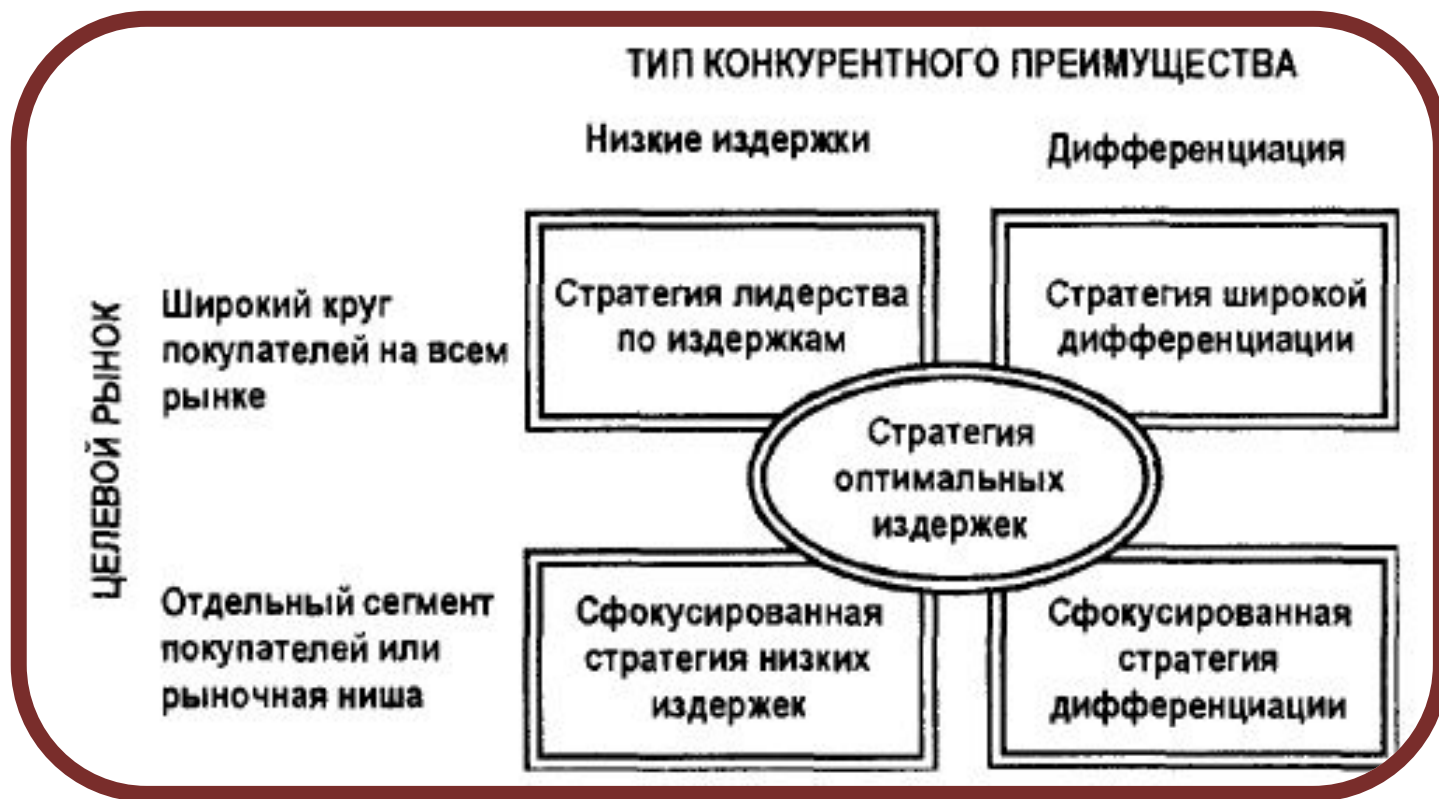 ТИП КОНКУРЕНТНОГО ПРЕИМУЩЕСТВА
Низкие издержки
Дифференциация
ЦЕЛЕВОЙ РЫНОК
Широкий круг
покупателей на всем
рынке
Стратегия лидерства
по издержкам
Стратегия широкой
дифференциации
Стратегия
оптимальных
издержек
Отдельный сегмент
покупателей или
рыночная ниша
Сфокусированная
стратегия низких
издержек
Сфокусированная
стратегия
дифференциации